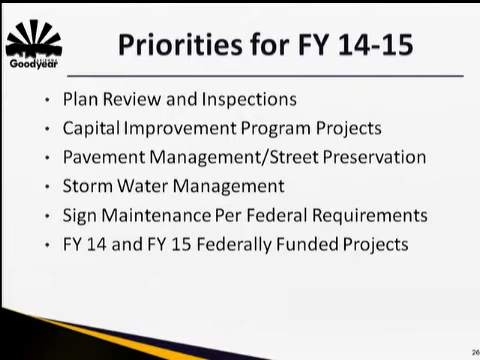 Goodyear
Priorities for FY 14-15
• Plan Review and Inspections
• Capital Improvement Program Projects
• Pavement Management/Street Preservation
• Storm Water Management
• Sign Maintenance Per Federal Requirements
• FY 14 and FY 15 Federally Funded Projects
26